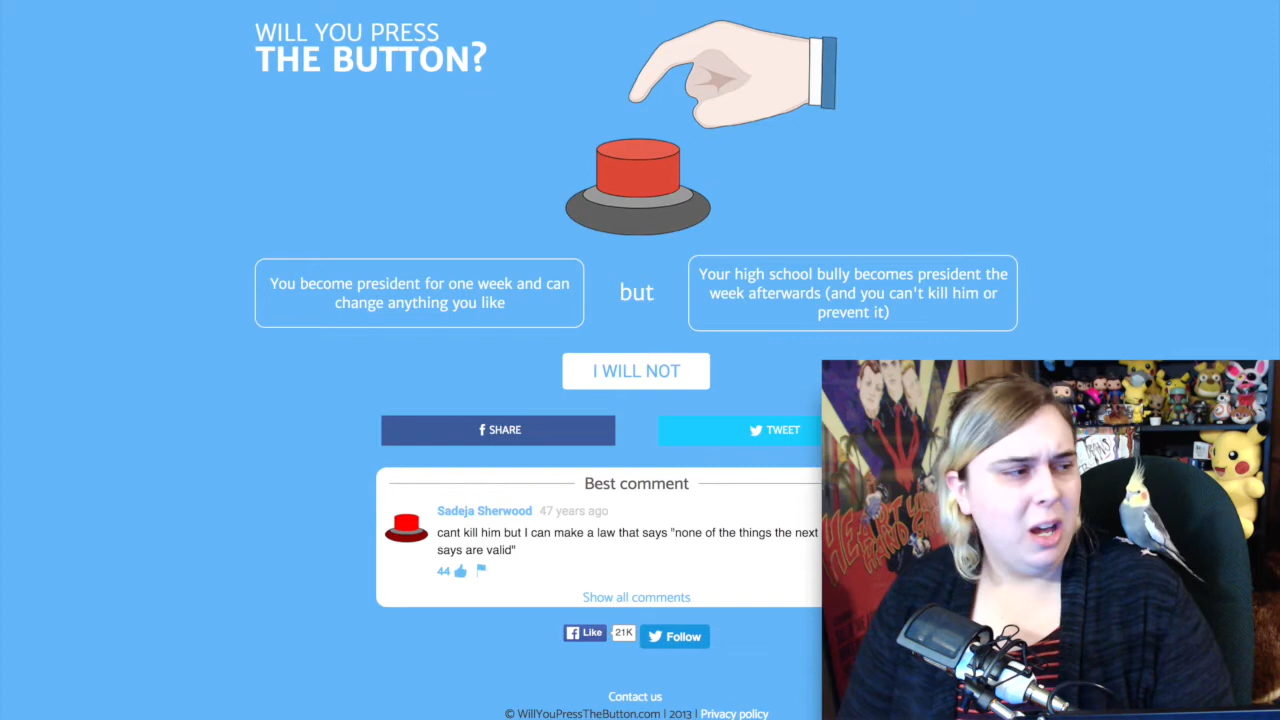 WILL YOU PRESS
THE BUTTON?
You become president for one week and can
change anything you like
but
Your high school bully becomes president the
week afterwards (and you can't kill him or
prevent it)
I WILL NOT
SHARE
TWEET
Best comment
Sadeja Sherwood 47 years ago
cant kill him but I can make a law that says "none of the things the next
says are valid"
44
Show all comments
Like 21K Follow
Contact us
© WillYouPressTheButton.com | 2013 | Privacy policy
HEART
HAND